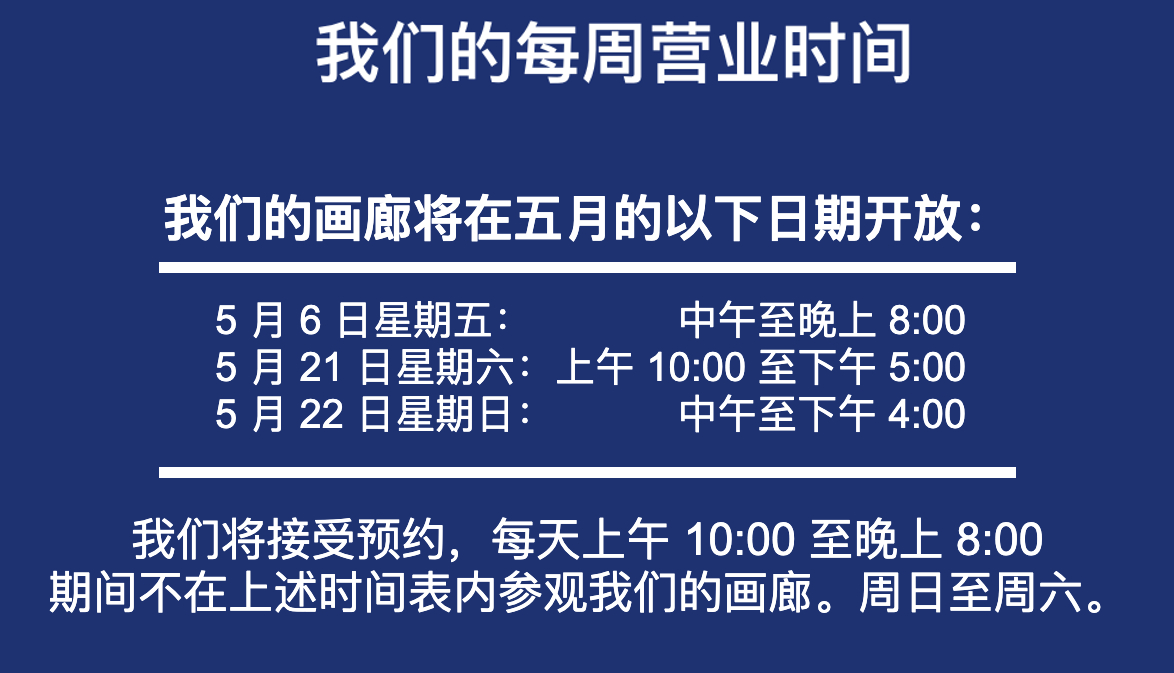 我们的每周营业时间
我们的画廊将在五月的以下日期开放：
5 月 6 日星期五： 中午至晚上 8:00
5 月 21 日星期六：上午 10:00 至下午 5:00
5 月 22 日星期日： 中午至下午 4:00
我们将接受预约，每天上午 10:00 至晚上 8:00
期间不在上述时间表内参观我们的画廊。周日至周六。